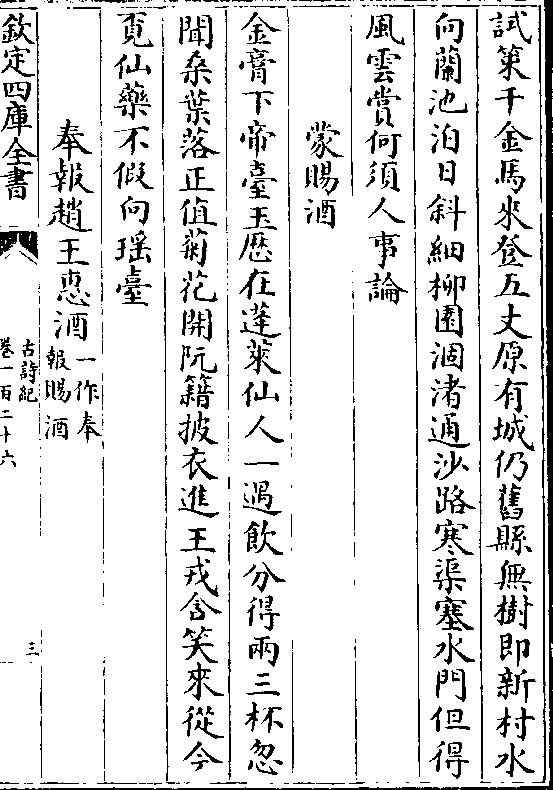 試策千金馬來登五丈原有城仍舊縣無樹即新村水
向蘭池泊日斜細柳園涸渚通沙路寒渠塞水門但得
風雲賞何須人事論
蒙賜酒
金膏下帝臺玉厯在蓬萊仙人一遇飲分得兩三杯忽
聞桑葉落正值菊花開阮籍披衣進王戎含笑來從今
覓仙藥不假向瑶臺
奉報趙王惠酒一作奉報賜酒
欽定四庫全書
古詩紀
卷一百二十六
三